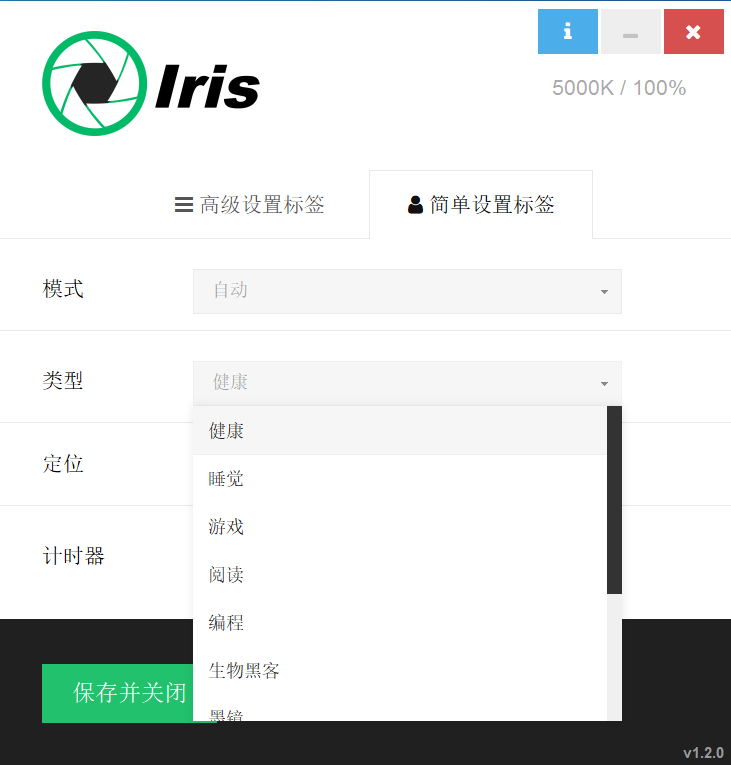 Iris
5000K / 100%
高级设置标签
简单设置标签
模式
自动
类型
健康
健康
睡觉
定位
游戏
计时器
阅读
编程
生物黑客
保存并关闭
墨镜
v1.2.0